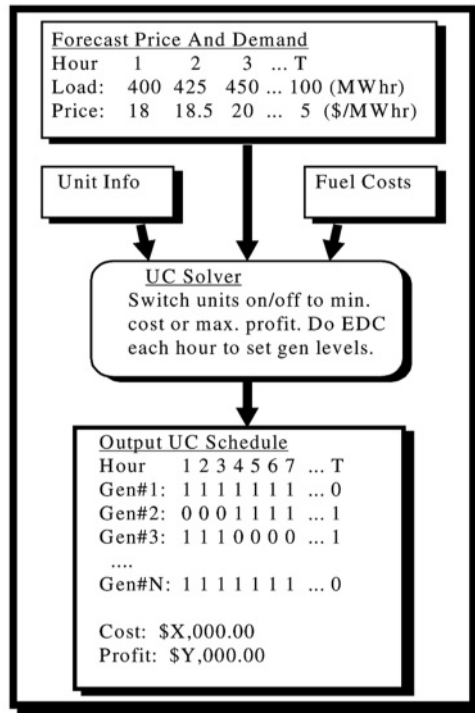 Forecast Price And Demand
Hour 1 2 3 ... T
Load: 400 425 450 ... 100 (MWhr)
Price: 18 18.5 20 ... 5 ($/MWhr)
Unit Info
Fuel Costs
UC Solver
Switch units on/off to min.
cost or max. profit. Do EDC
each hour to set gen levels.
Output UC Schedule
Hour 1 2 3 4 5 6 7 ... T
Gen#1: 1 1 1 1 1 1 1 ... 0
Gen#2: 0 0 0 1 1 1 1 ... 1
Gen#3: 1 1 1 0 0 0 0 ... 1
....
Gen#N: 1 1 1 1 1 1 1 ... 0
Cost: $X,000.00
Profit: $Y,000.00